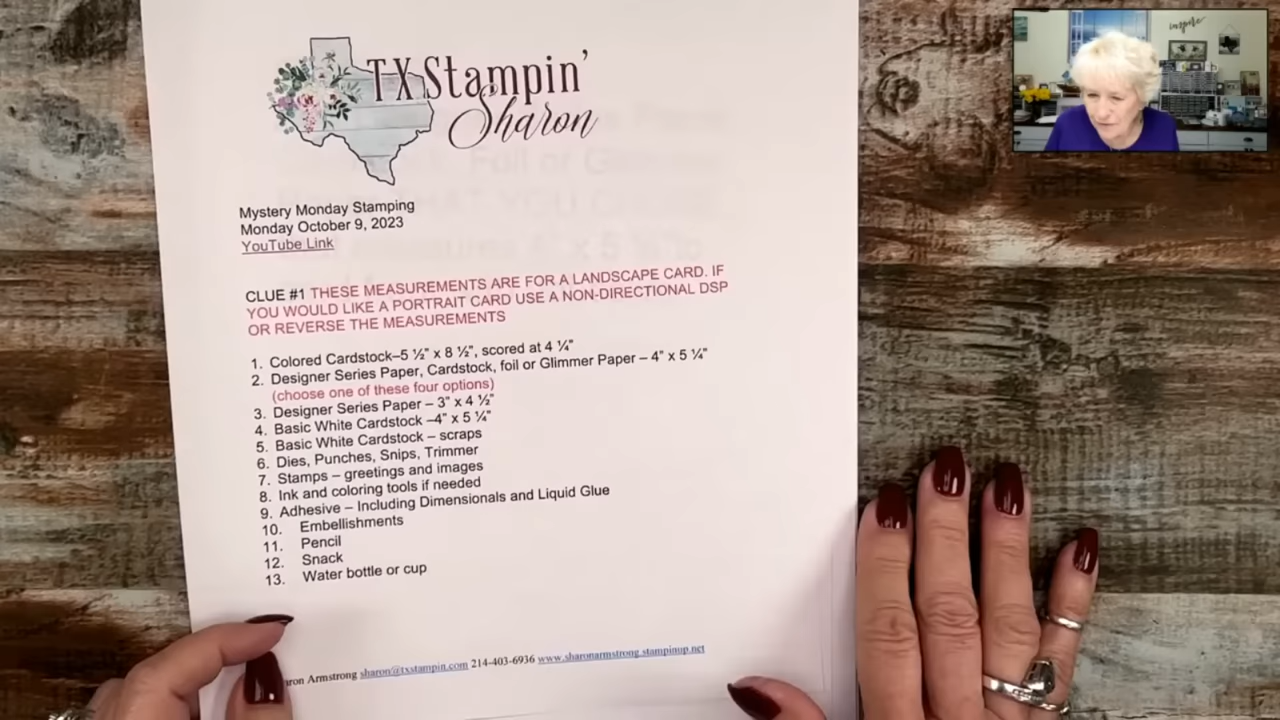 TX Stampin'
Sharon
inspire
Mystery Monday Stamping
Monday October 9, 2023
YouTube Link
CLUE #1 THESE MEASUREMENTS ARE FOR A LANDSCAPE CARD. IF
YOU WOULD LIKE A PORTRAIT CARD USE A NON-DIRECTIONAL DSP
OR REVERSE THE MEASUREMENTS
1. Colored Cardstock–5 ½” x 8 ½”, scored at 4 ¼”
2. Designer Series Paper, Cardstock, foil or Glimmer Paper – 4” x 5 ¼”
(choose one of these four options)
3. Designer Series Paper – 3” x 4 ½”
4. Basic White Cardstock –4” x 5 ¼”
5. Basic White Cardstock – scraps
6. Dies, Punches, Snips, Trimmer
7. Stamps – greetings and images
8. Ink and coloring tools if needed
9. Adhesive – Including Dimensionals and Liquid Glue
10. Embellishments
11. Pencil
12. Snack
13. Water bottle or cup
Armstrong sharon@txstampin.com 214-403-6936 www.sharonarmstrong.stampinup.net